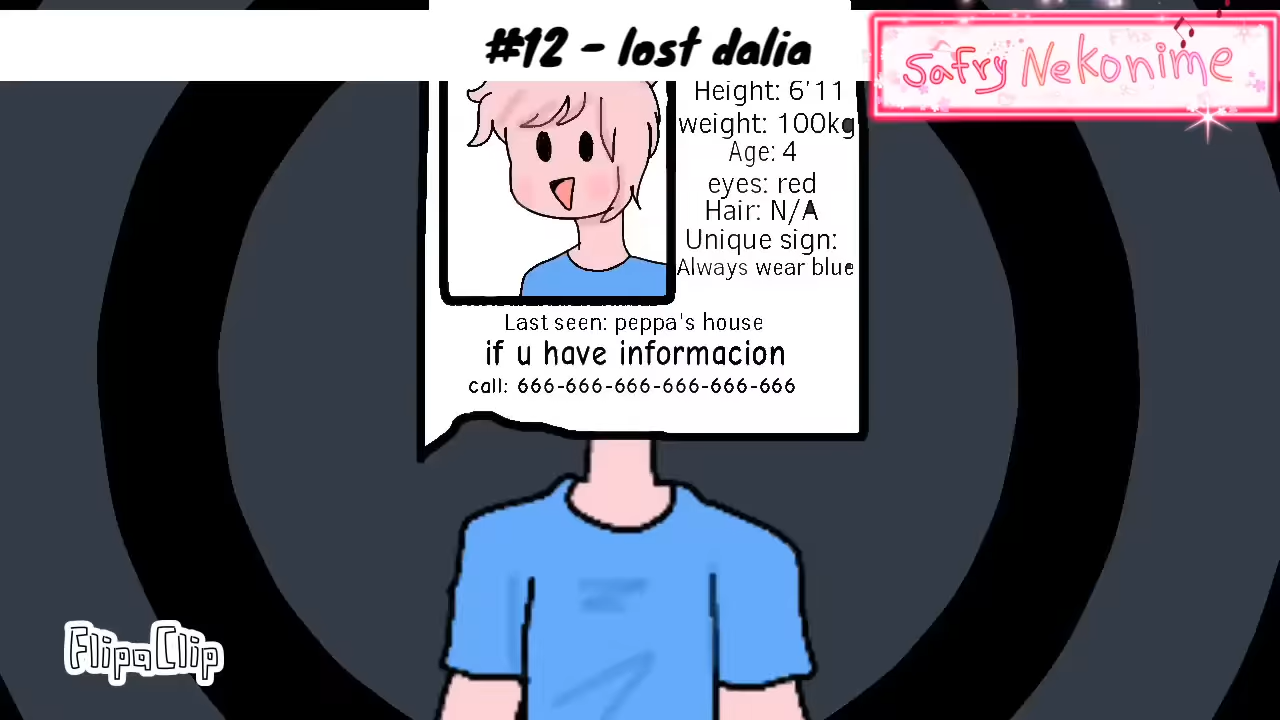 #12 - lost dalia
Safry Nekonime
Height: 6'11
weight: 100kg
Age: 4
eyes: red
Hair: N/A
Unique sign:
Always wear blue
Last seen: peppa's house
if u have informacion
call: 666-666-666-666-666-666
FlipaClip